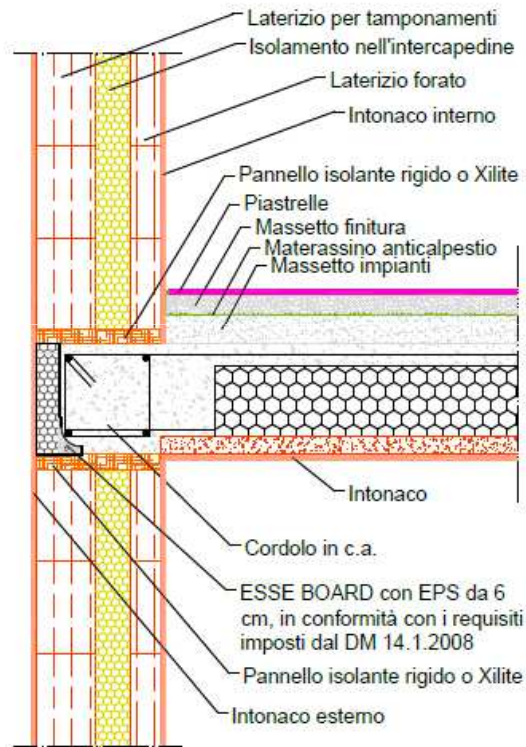 Laterizio per tamponamenti
Isolamento nell'intercapedine
Laterizio forato
Intonaco interno
Pannello isolante rigido o Xilite
Piastrelle
Massetto finitura
Materassino anticalpestio
Massetto impianti
Intonaco
Cordolo in c.a.
ESSE BOARD con EPS da 6
cm, in conformità con i requisiti
imposti dal DM 14.1.2008
Pannello isolante rigido o Xilite
Intonaco esterno